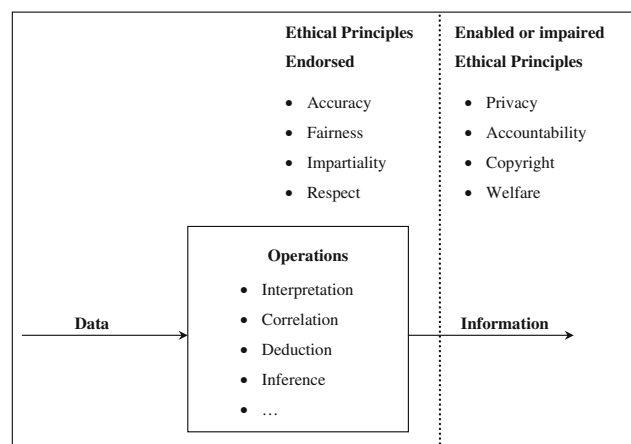 Ethical Principles
Endorsed
• Accuracy
• Fairness
• Impartiality
• Respect
Enabled or impaired
Ethical Principles
• Privacy
• Accountability
• Copyright
• Welfare
Data
Operations
• Interpretation
• Correlation
• Deduction
• Inference
• …
Information